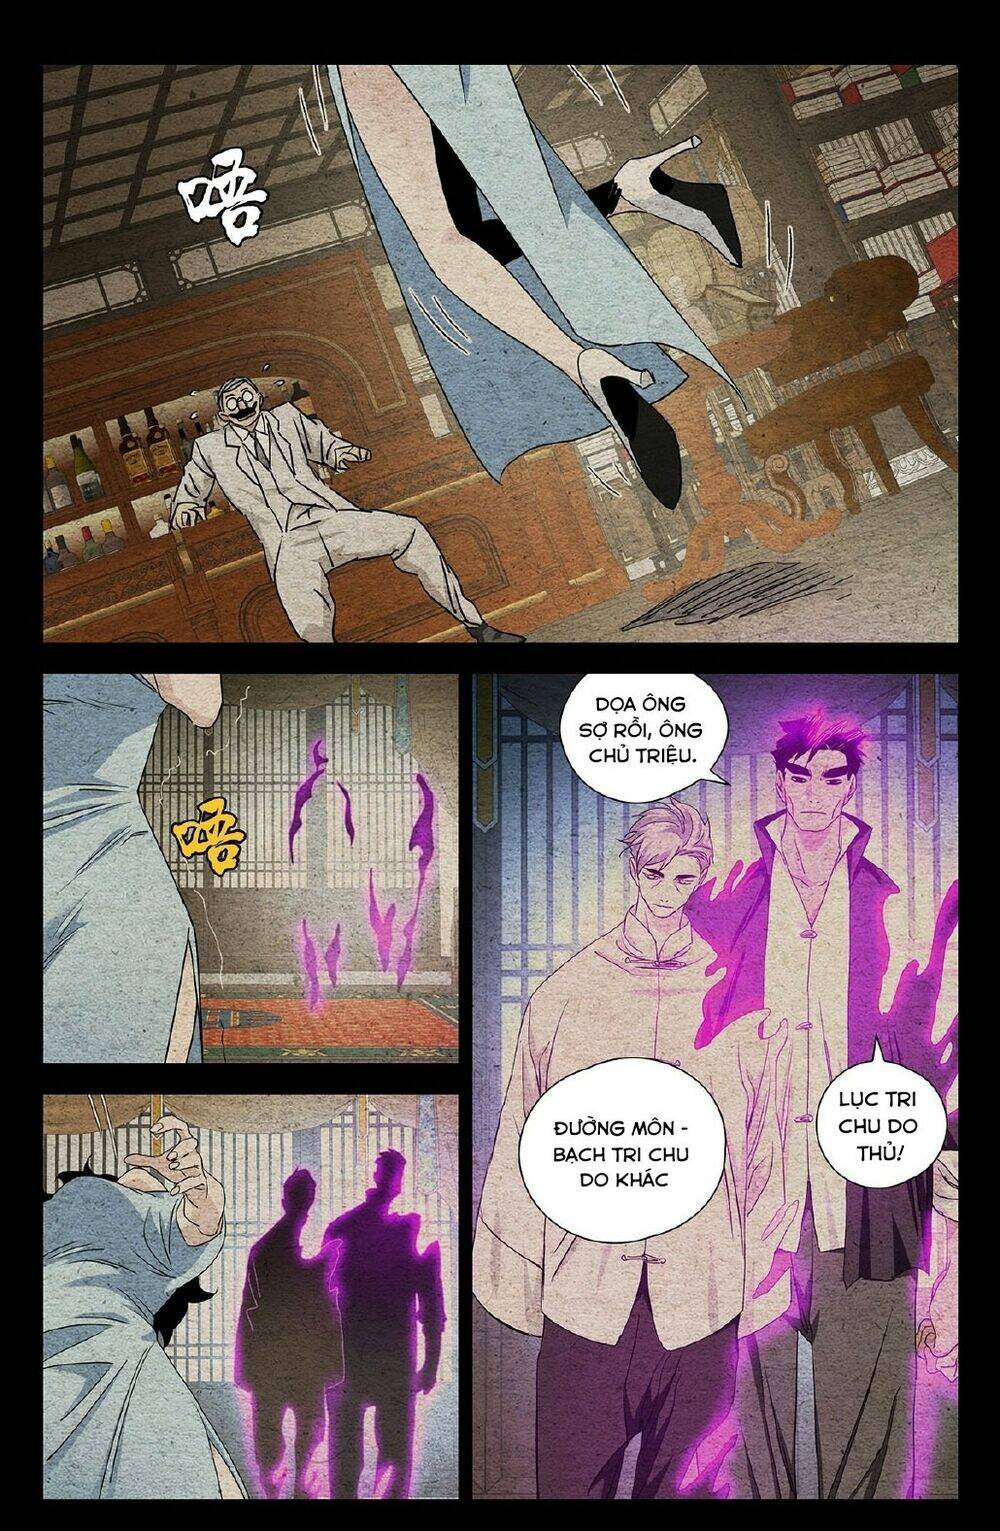 唔
唔
DỌA ÔNG
SỢ RỒI, ÔNG
CHỦ TRIỆU.
ĐƯỜNG MÔN -
BẠCH TRI CHU
DO KHÁC
LỤC TRI
CHU DO
THỦ!